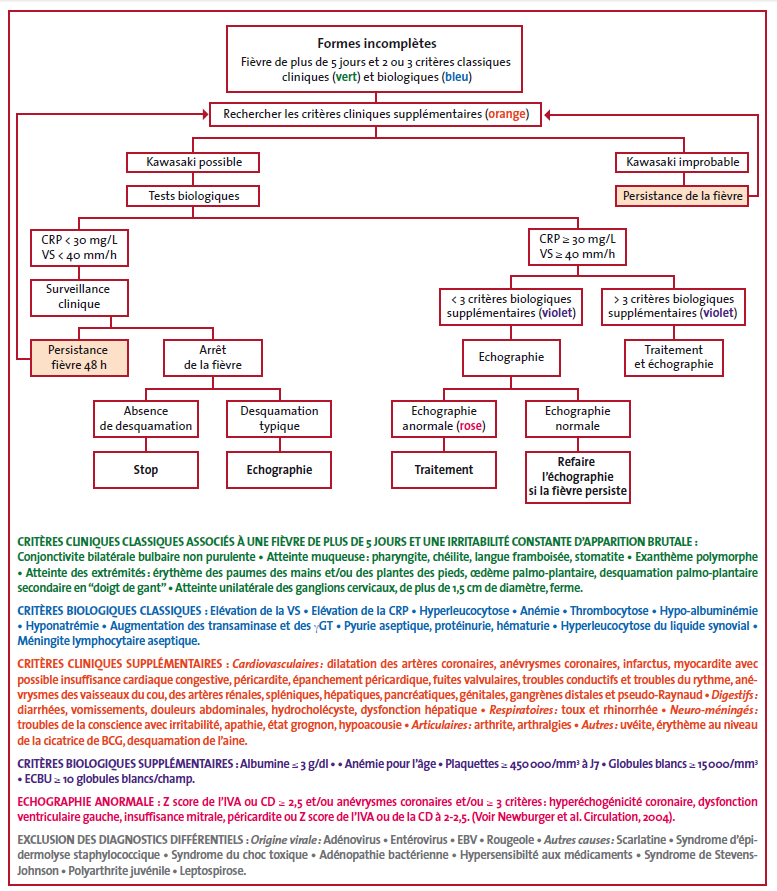 Formes incomplètes
Fièvre de plus de 5 jours et 2 ou 3 critères classiques
cliniques (vert) et biologiques (bleu)
Rechercher les critères cliniques supplémentaires (orange)
Kawasaki possible
Kawasaki improbable
Tests biologiques
Persistance de la fièvre
CRP < 30 mg/L
VS < 40 mm/h
CRP ≥ 30 mg/L
VS ≥ 40 mm/h
Surveillance
clinique
< 3 critères biologiques
supplémentaires (violet)
> 3 critères biologiques
supplémentaires (violet)
Persistance
fièvre 48 h
Arrêt
de la fièvre
Echographie
Traitement
et échographie
Absence
de desquamation
Desquamation
typique
Echographie
anormale (rose)
Echographie
normale
Stop
Echographie
Traitement
Refaire
l'échographie
si la fièvre persiste
CRITÈRES CLINIQUES CLASSIQUES ASSOCIÉS À UNE FIÈVRE DE PLUS DE 5 JOURS ET UNE IRRITABILITÉ CONSTANTE D'APPARITION BRUTALE :
Conjonctivite bilatérale bulbaire non purulente • Atteinte muqueuse : pharyngite, chéilite, langue framboisée, stomatite • Exanthème polymorphe
• Atteinte des extrémités : érythème des paumes des mains et/ou des plantes des pieds, œdème palmo-plantaire, desquamation palmo-plantaire
secondaire en “doigt de gant” • Atteinte unilatérale des ganglions cervicaux, de plus de 1,5 cm de diamètre, ferme.
CRITÈRES BIOLOGIQUES CLASSIQUES : Elévation de la VS • Elévation de la CRP • Hyperleucocytose • Anémie • Thrombocytose • Hypo-albuminémie
• Hyponatrémie • Augmentation des transaminase et des γGT • Pyurie aseptique, protéinurie, hématurie • Hyperleucocytose du liquide synovial •
Méningite lymphocytaire aseptique.
CRITÈRES CLINIQUES SUPPLÉMENTAIRES : Cardiovasculaires : dilatation des artères coronaires, anévrysmes coronaires, infarctus, myocardite avec
possible insuffisance cardiaque congestive, péricardite, épanchement péricardique, fuites valvulaires, troubles conductifs et troubles du rythme, ané-
vrysmes des vaisseaux du cou, des artères rénales, spléniques, hépatiques, pancréatiques, génitales, gangrènes distales et pseudo-Raynaud • Digestifs :
diarrhées, vomissements, douleurs abdominales, hydrocholécyste, dysfonction hépatique • Respiratoires : toux et rhinorrhée • Neuro-méningés :
troubles de la conscience avec irritabilité, apathie, état grognon, hypoacousie • Articulaires : arthrite, arthralgies • Autres : uvéite, érythème au niveau
de la cicatrice de BCG, desquamation de l'aine.
CRITÈRES BIOLOGIQUES SUPPLÉMENTAIRES : Albumine ≤ 3 g/dl • • Anémie pour l'âge • Plaquettes ≥ 450 000/mm³ à J7 • Globules blancs ≥ 15 000/mm³
• ECBU ≥ 10 globules blancs/champ.
ECHOGRAPHIE ANORMALE : Z score de l'IVA ou CD ≥ 2,5 et/ou anévrysmes coronaires et/ou ≥ 3 critères : hyperéchogénicité coronaire, dysfonction
ventriculaire gauche, insuffisance mitrale, péricardite ou Z score de l'IVA ou de la CD à 2-2,5. (Voir Newburger et al. Circulation, 2004).
EXCLUSION DES DIAGNOSTICS DIFFÉRENTIELS : Origine virale : Adénovirus • Entérovirus • EBV • Rougeole • Autres causes : Scarlatine • Syndrome d'épi-
dermolyse staphylococcique • Syndrome du choc toxique • Adénopathie bactérienne • Hypersensibilté aux médicaments • Syndrome de Stevens-
Johnson • Polyarthrite juvénile • Leptospirose.